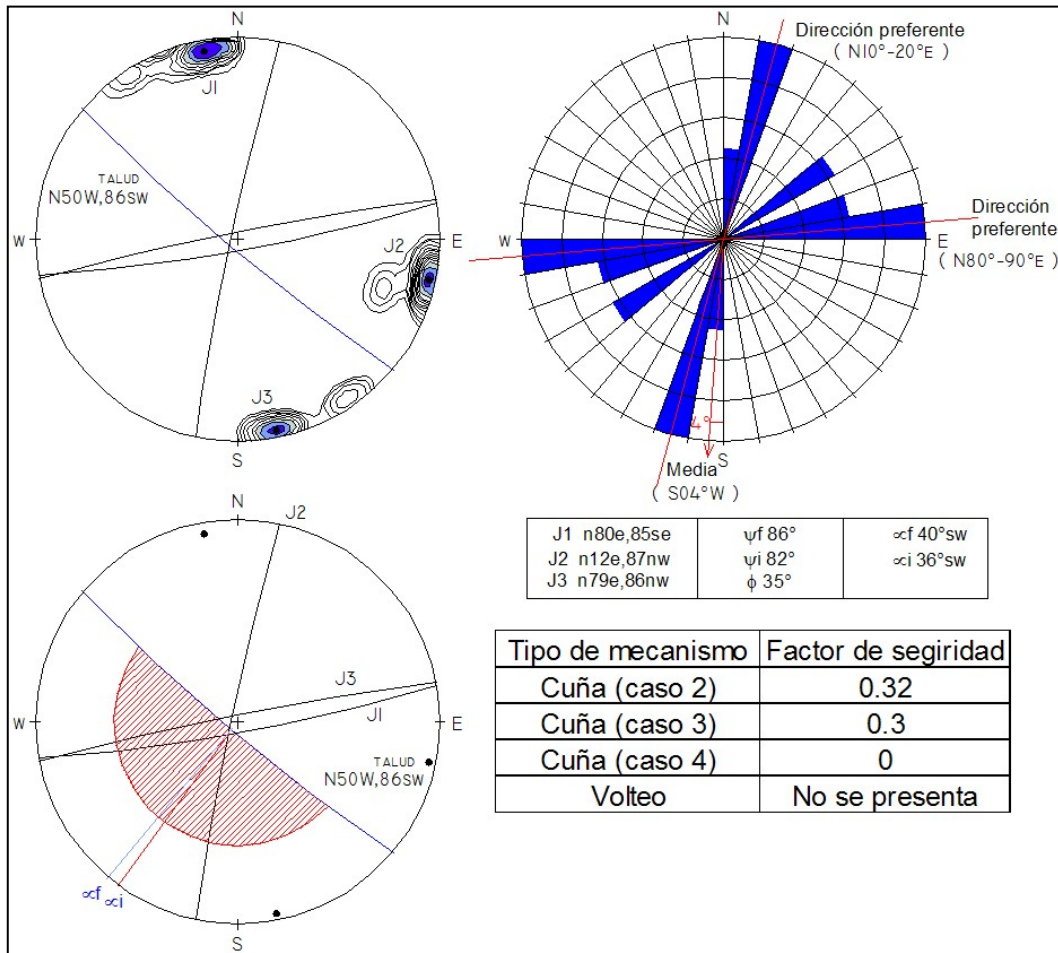 N
J1
TALUD
N50W,86SW
W
E
J2
J3
S
N
Dirección preferente
( N10°-20°E )
Dirección
preferente
( N80°-90°E )
W
E
4°
S
Media
( S04°W )
N
J2
J3
J1
W
E
TALUD
N50W,86SW
∝f ∝i
S
J1 n80e,85se ψf 86° ∝f 40°sw
J2 n12e,87nw ψi 82° ∝i 36°sw
J3 n79e,86nw ϕ 35°
Tipo de mecanismo Factor de segiridad
Cuña (caso 2) 0.32
Cuña (caso 3) 0.3
Cuña (caso 4) 0
Volteo No se presenta